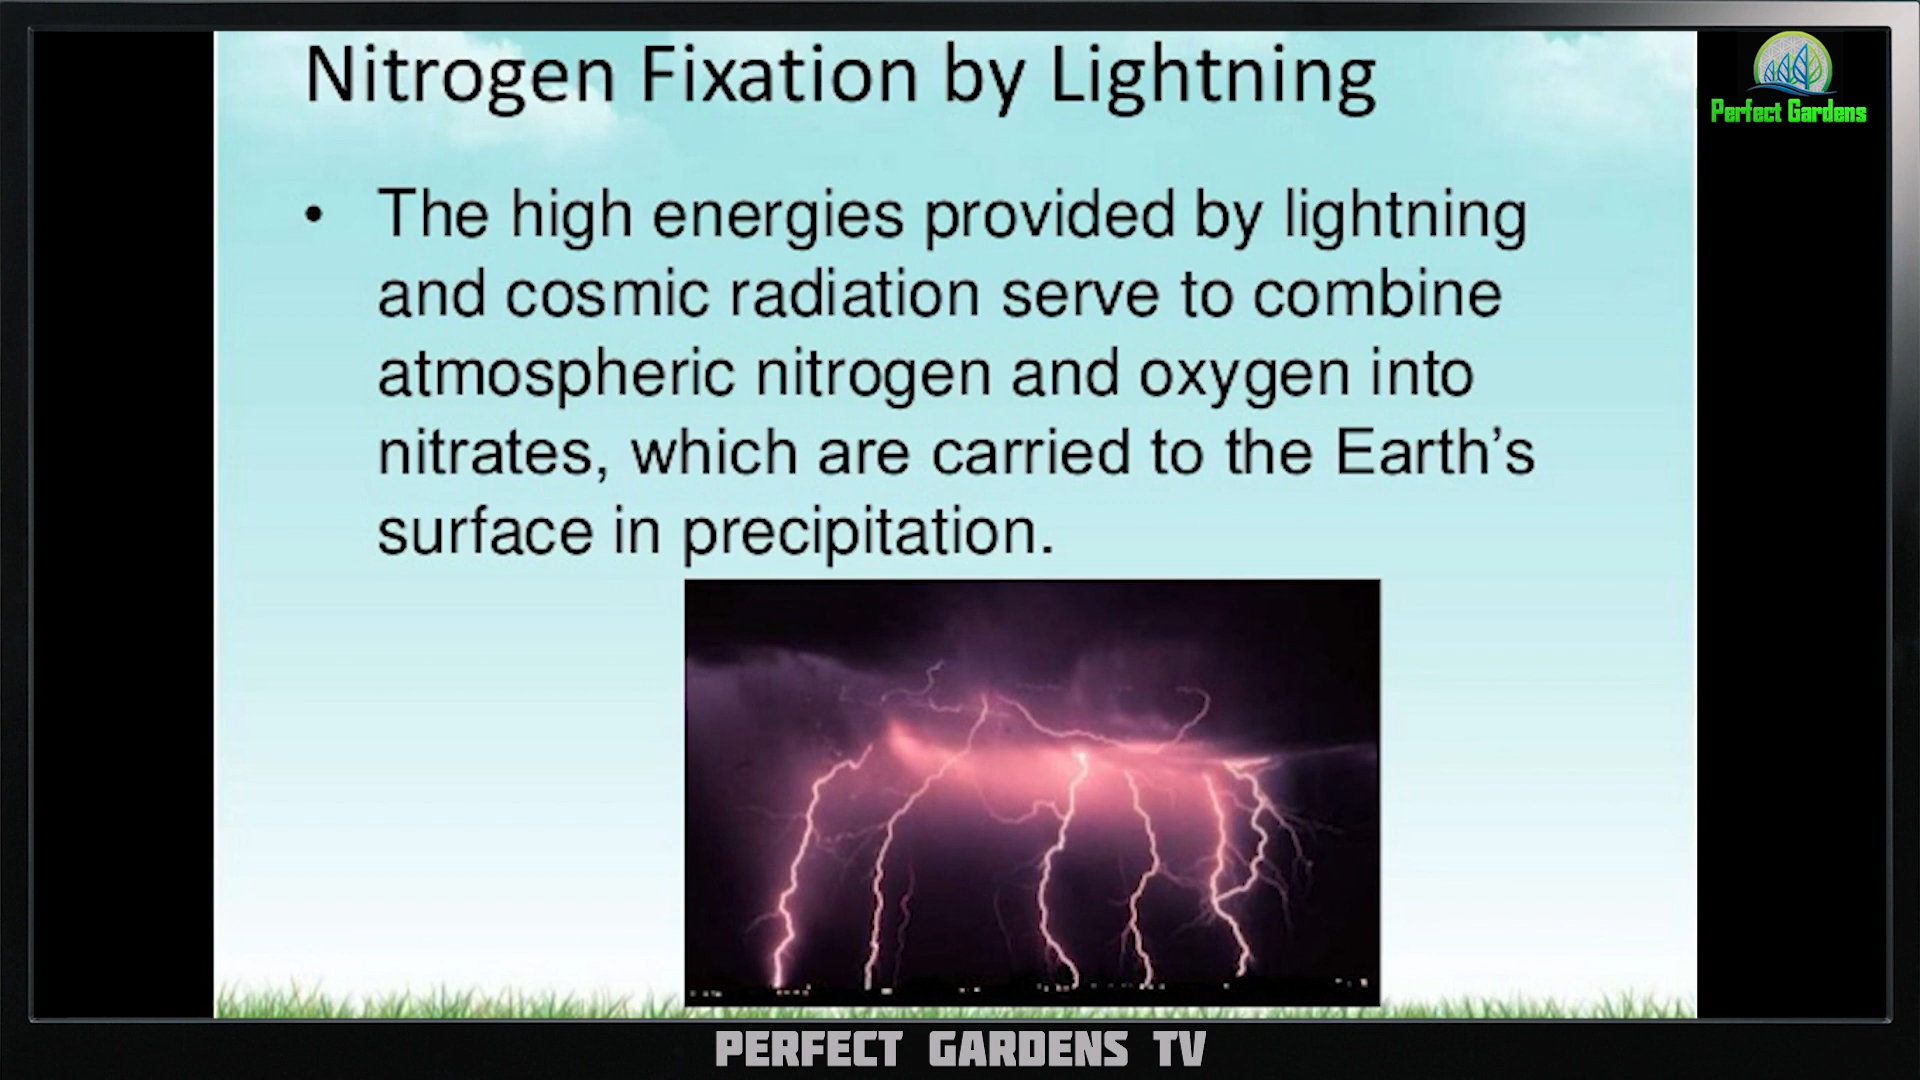 Nitrogen Fixation by Lightning
Perfect Gardens
• The high energies provided by lightning
and cosmic radiation serve to combine
atmospheric nitrogen and oxygen into
nitrates, which are carried to the Earth’s
surface in precipitation.
PERFECT GARDENS TV